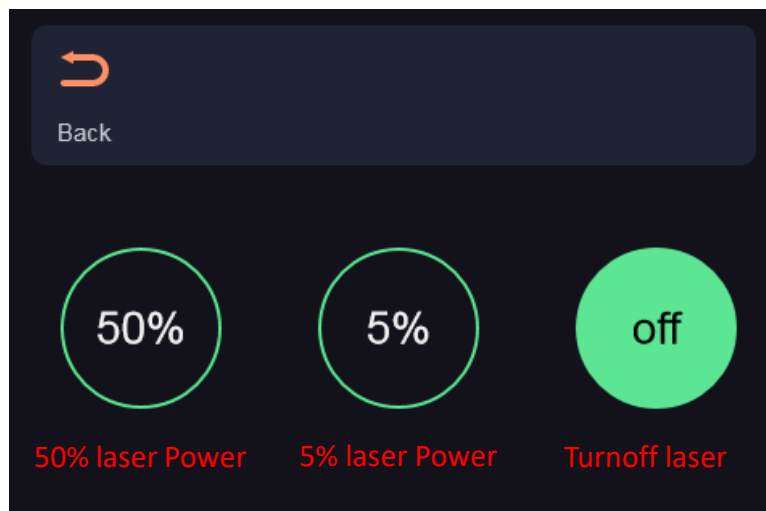 Back
50%
5%
off
50% laser Power
5% laser Power
Turnoff laser